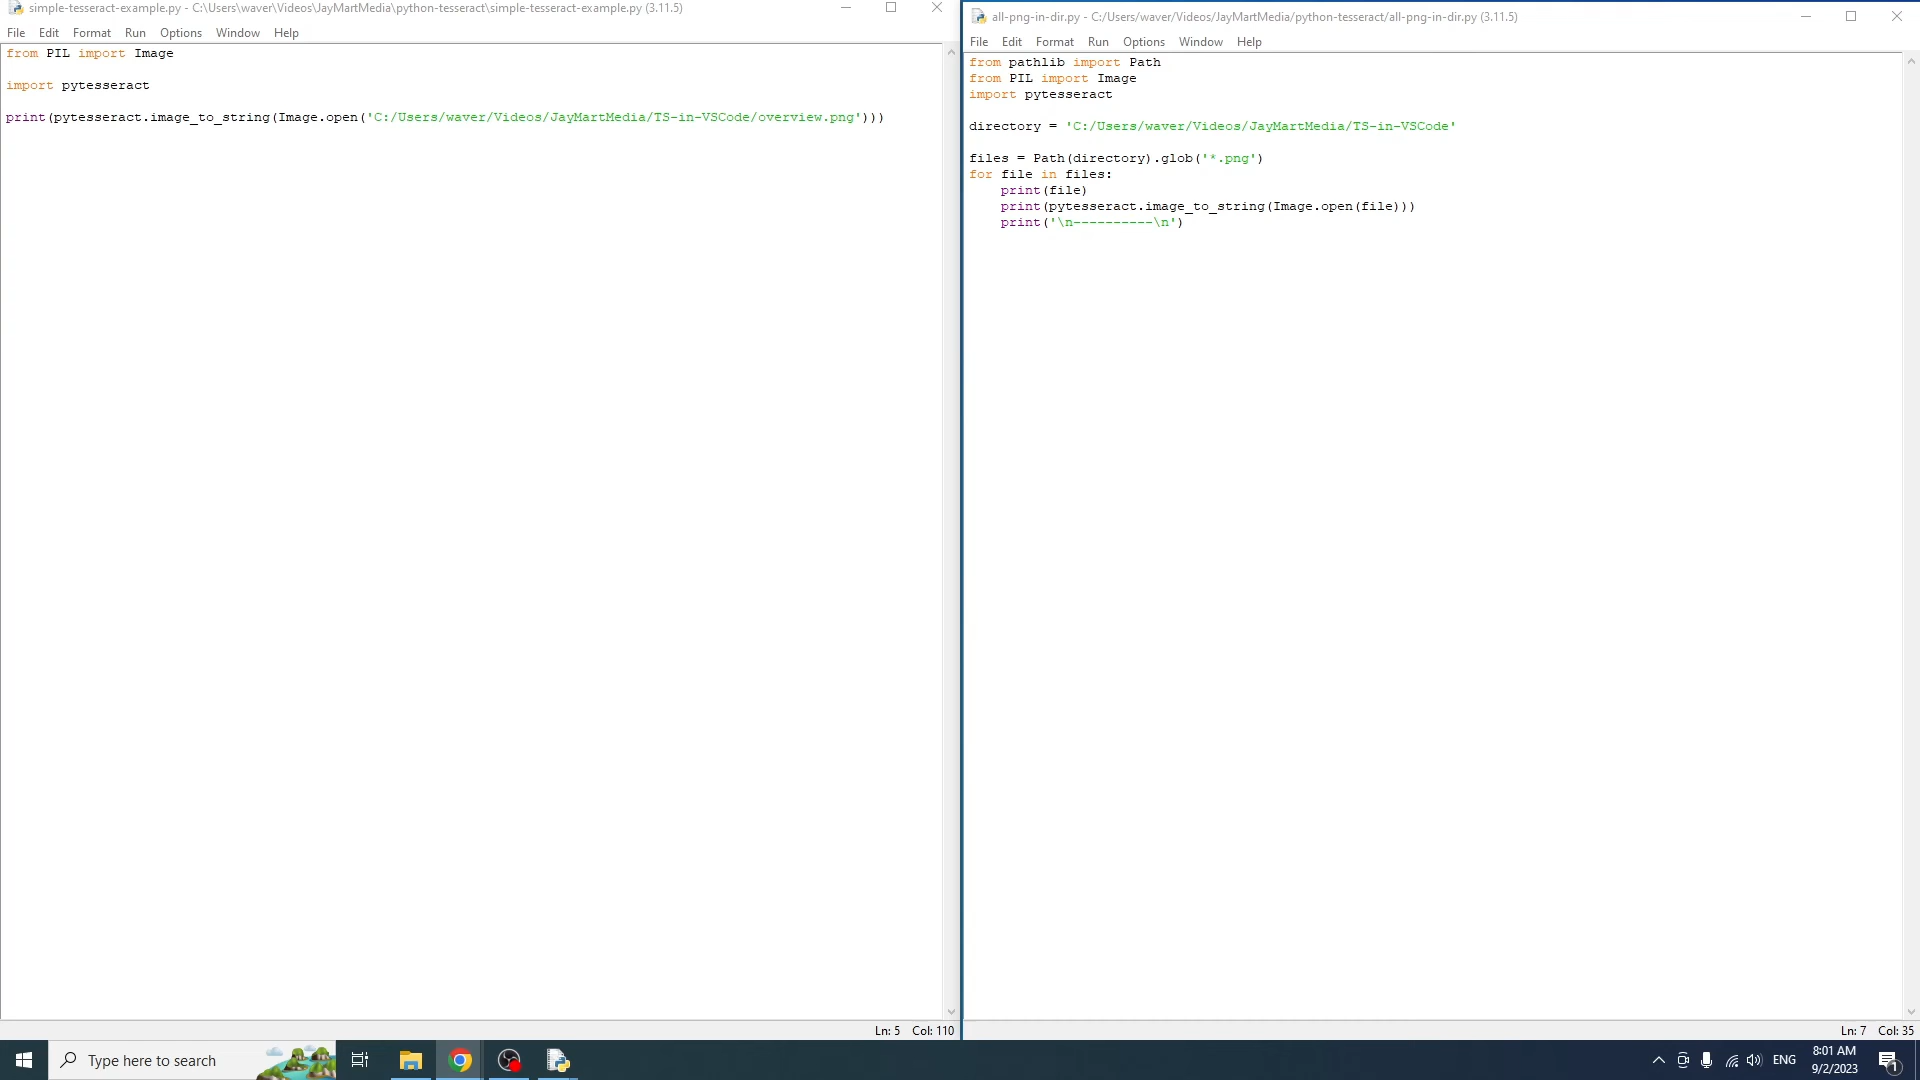 simple-tesseract-example.py - C:\Users\waver\Videos\JayMartMedia\python-tesseract\simple-tesseract-example.py (3.11.5)
File Edit Format Run Options Window Help
from PIL import Image
import pytesseract
print(pytesseract.image_to_string(Image.open('C:/Users/waver/Videos/JayMartMedia/TS-in-VSCode/overview.png')))
Ln: 5 Col: 110
all-png-in-dir.py - C:/Users/waver/Videos/JayMartMedia/python-tesseract/all-png-in-dir.py (3.11.5)
File Edit Format Run Options Window Help
from pathlib import Path
from PIL import Image
import pytesseract
directory = 'C:/Users/waver/Videos/JayMartMedia/TS-in-VSCode'
files = Path(directory).glob('*.png')
for file in files:
    print(file)
    print(pytesseract.image_to_string(Image.open(file)))
    print('\n----------\n')
Ln: 7 Col: 35
Type here to search
ENG
8:01 AM
9/2/2023
1